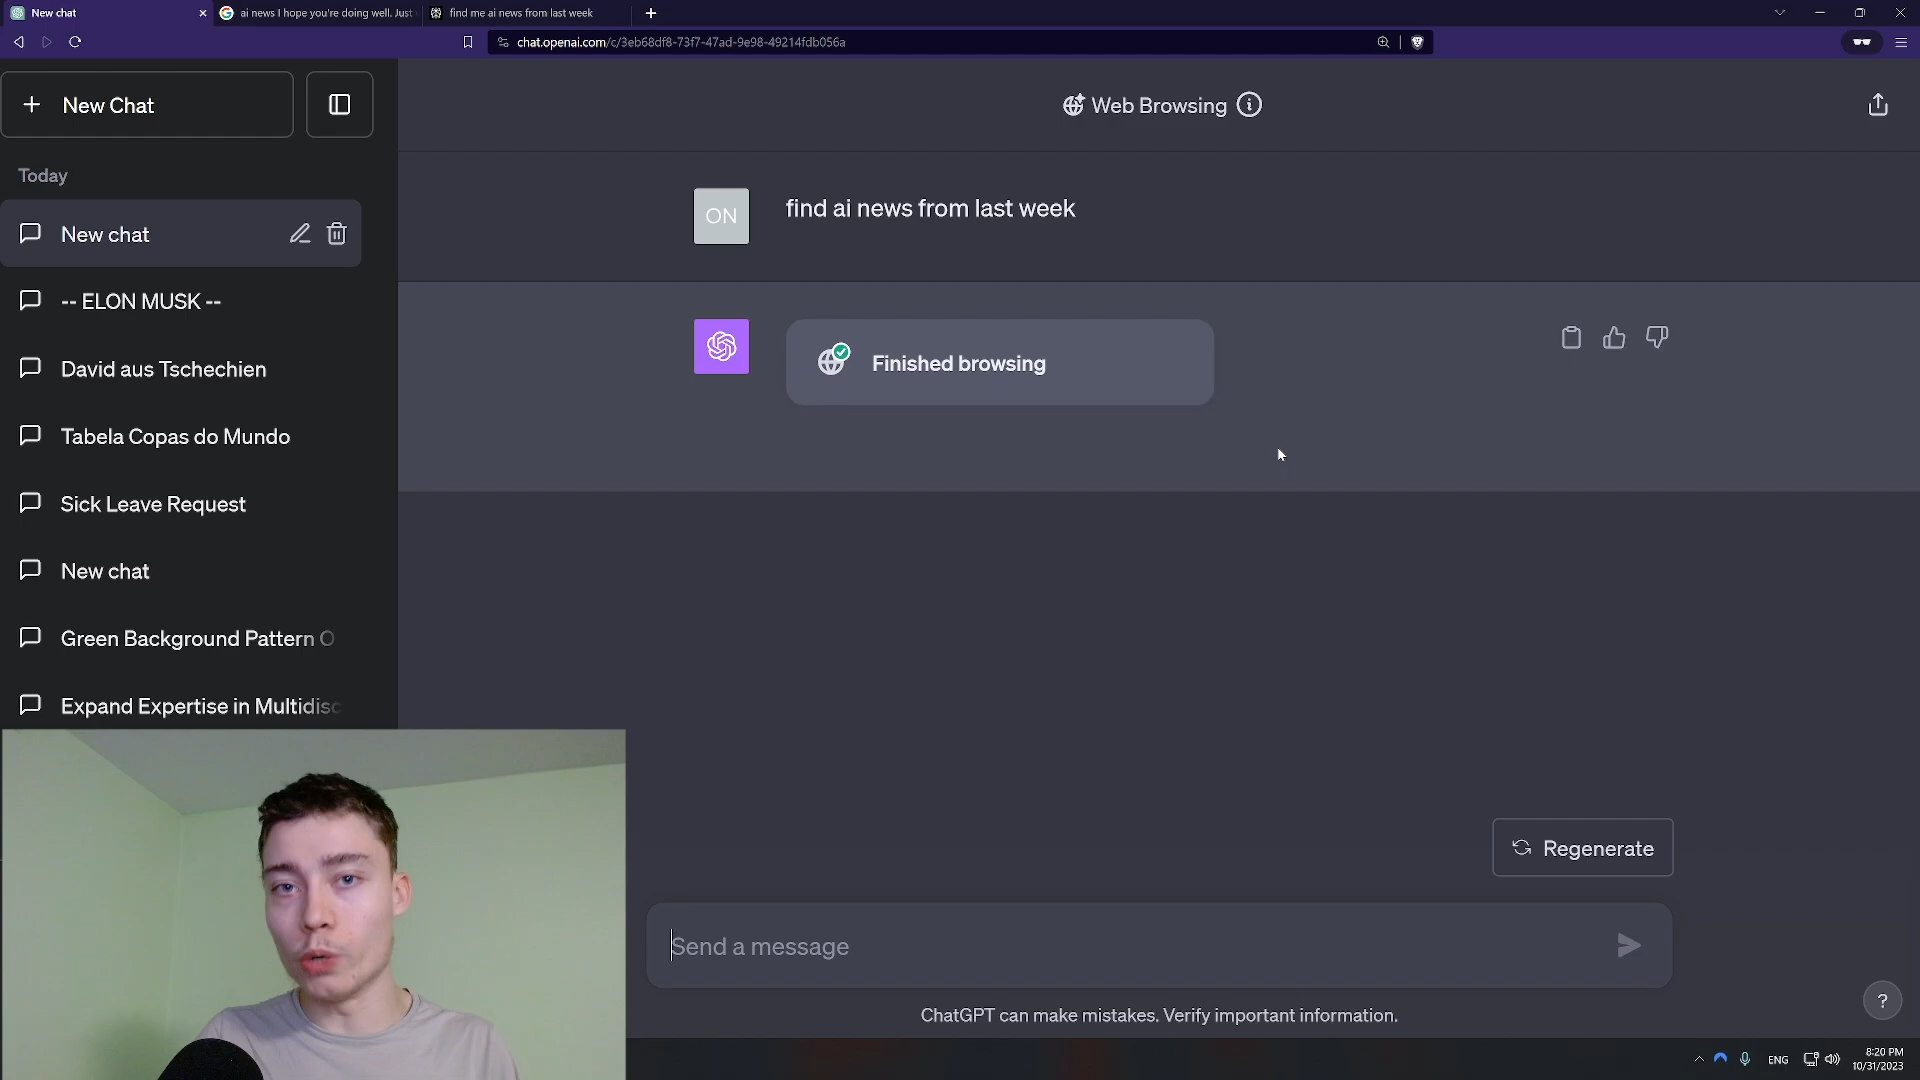 New chat
ai news I hope you're doing well. Just
find me ai news from last week
chat.openai.com/c/3eb68df8-73f7-47ad-9e98-49214fdb056a
New Chat
Web Browsing
Today
New chat
ON
find ai news from last week
-- ELON MUSK --
Finished browsing
David aus Tschechien
Tabela Copas do Mundo
Sick Leave Request
New chat
Green Background Pattern O
Expand Expertise in Multidisc
Regenerate
Send a message
ChatGPT can make mistakes. Verify important information.
?
ENG
8:20 PM
10/31/2023